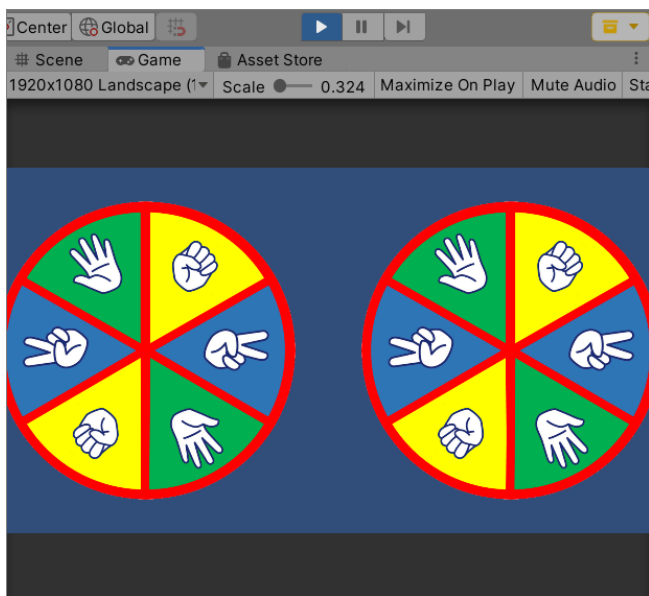 Center Global
Scene Game Asset Store
1920x1080 Landscape (1 Scale 0.324 Maximize On Play Mute Audio Sta